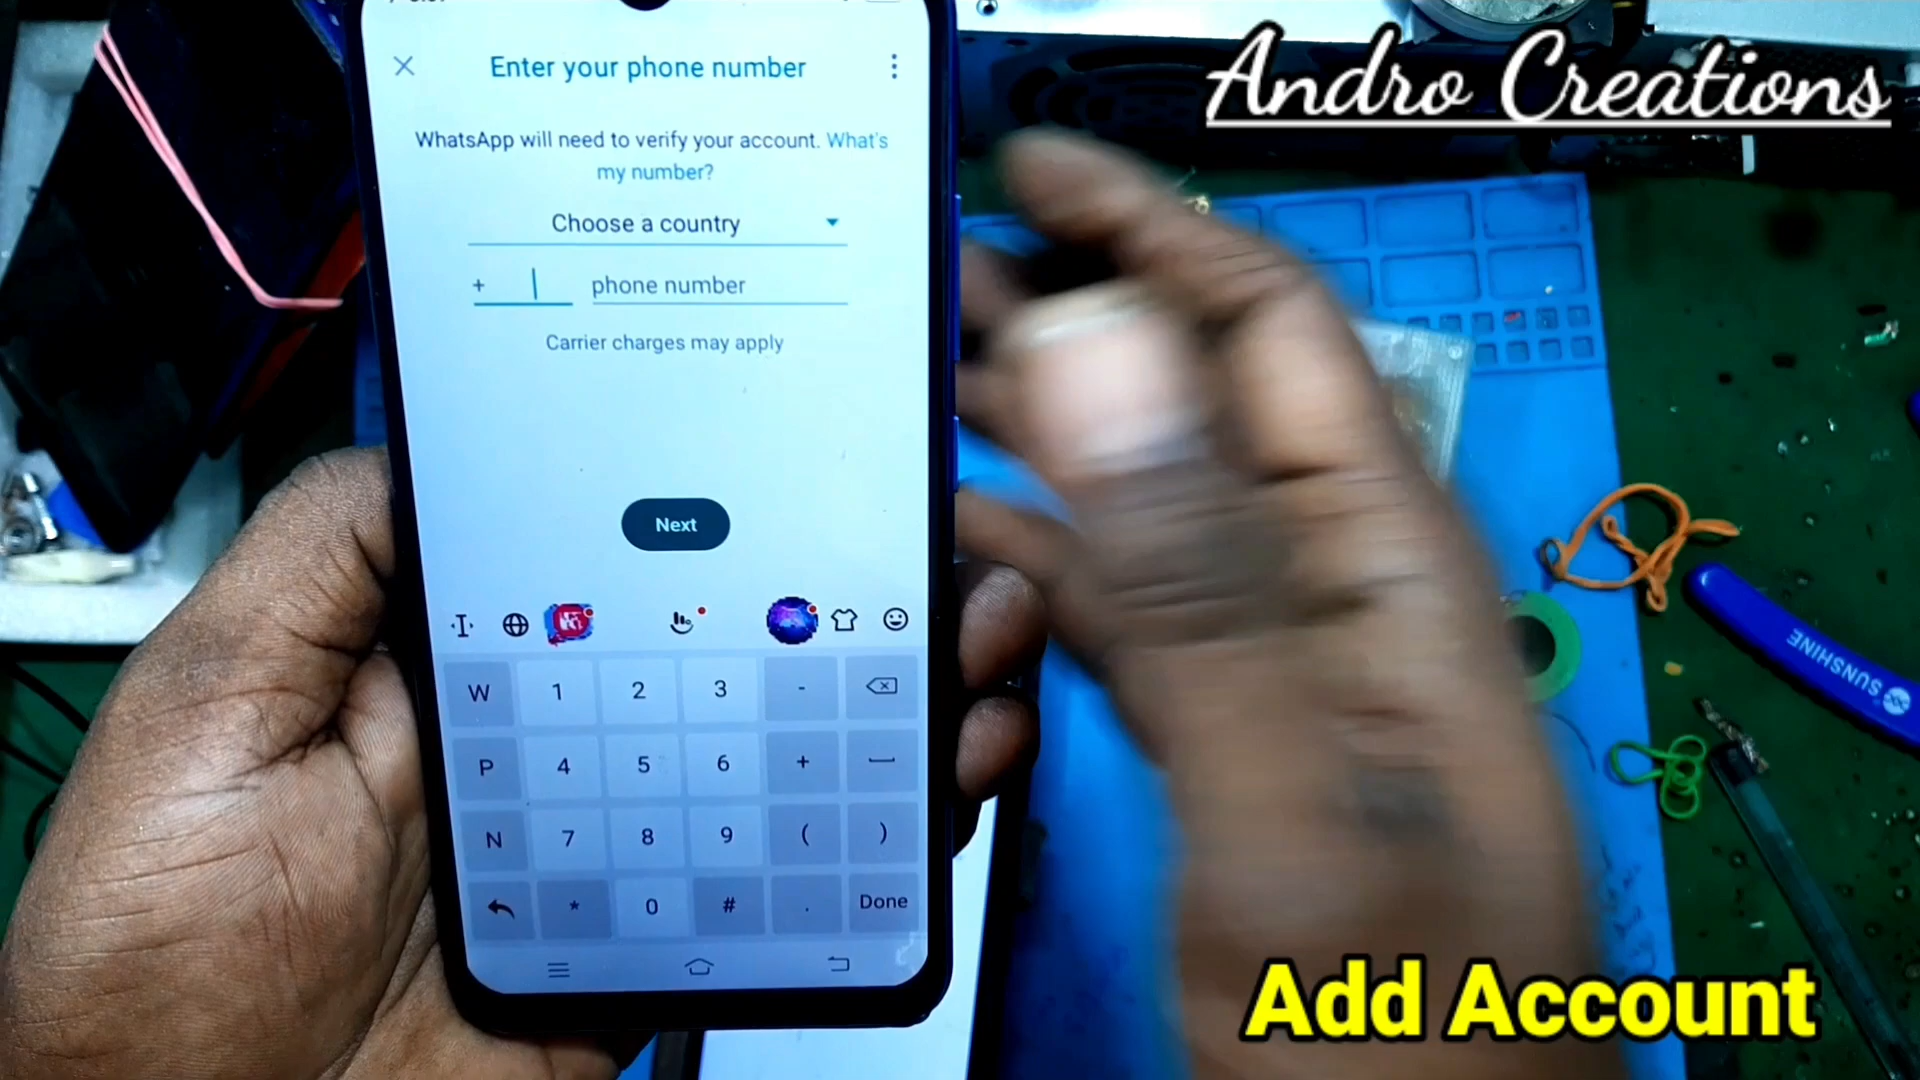 Enter your phone number
WhatsApp will need to verify your account. What's
my number?
Choose a country
+ phone number
Carrier charges may apply
Next
W 1 2 3 -
P 4 5 6 +
N 7 8 9 ( )
* 0 # . Done
Andro Creations
SUNSHINE
Add Account